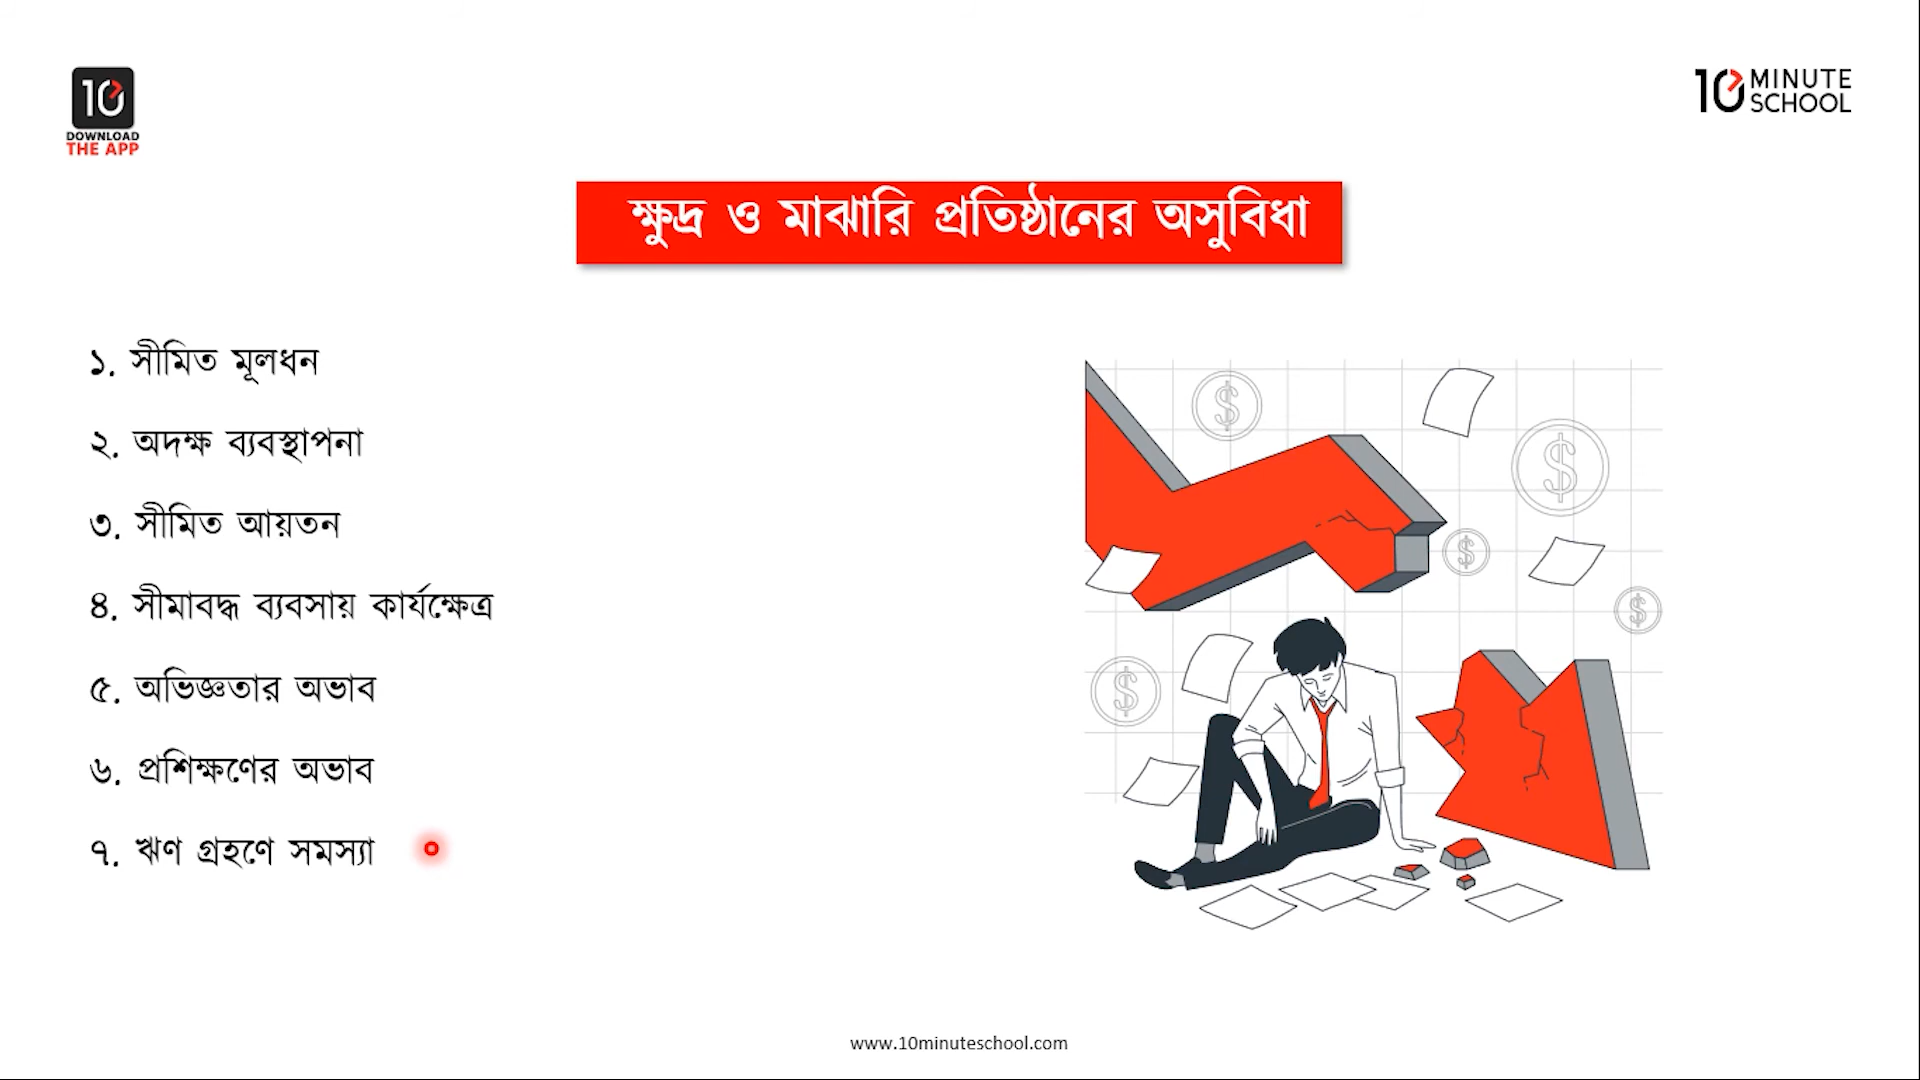 10
DOWNLOAD
THE APP
10 MINUTE
SCHOOL
ক্ষুদ্র ও মাঝারি প্রতিষ্ঠানের অসুবিধা
১. সীমিত মূলধন
২. অদক্ষ ব্যবস্থাপনা
৩. সীমিত আয়তন
৪. সীমাবদ্ধ ব্যবসায় কার্যক্ষেত্র
৫. অভিজ্ঞতার অভাব
৬. প্রশিক্ষণের অভাব
৭. ঋণ গ্রহণে সমস্যা
$
$
$
$
$
www.10minuteschool.com